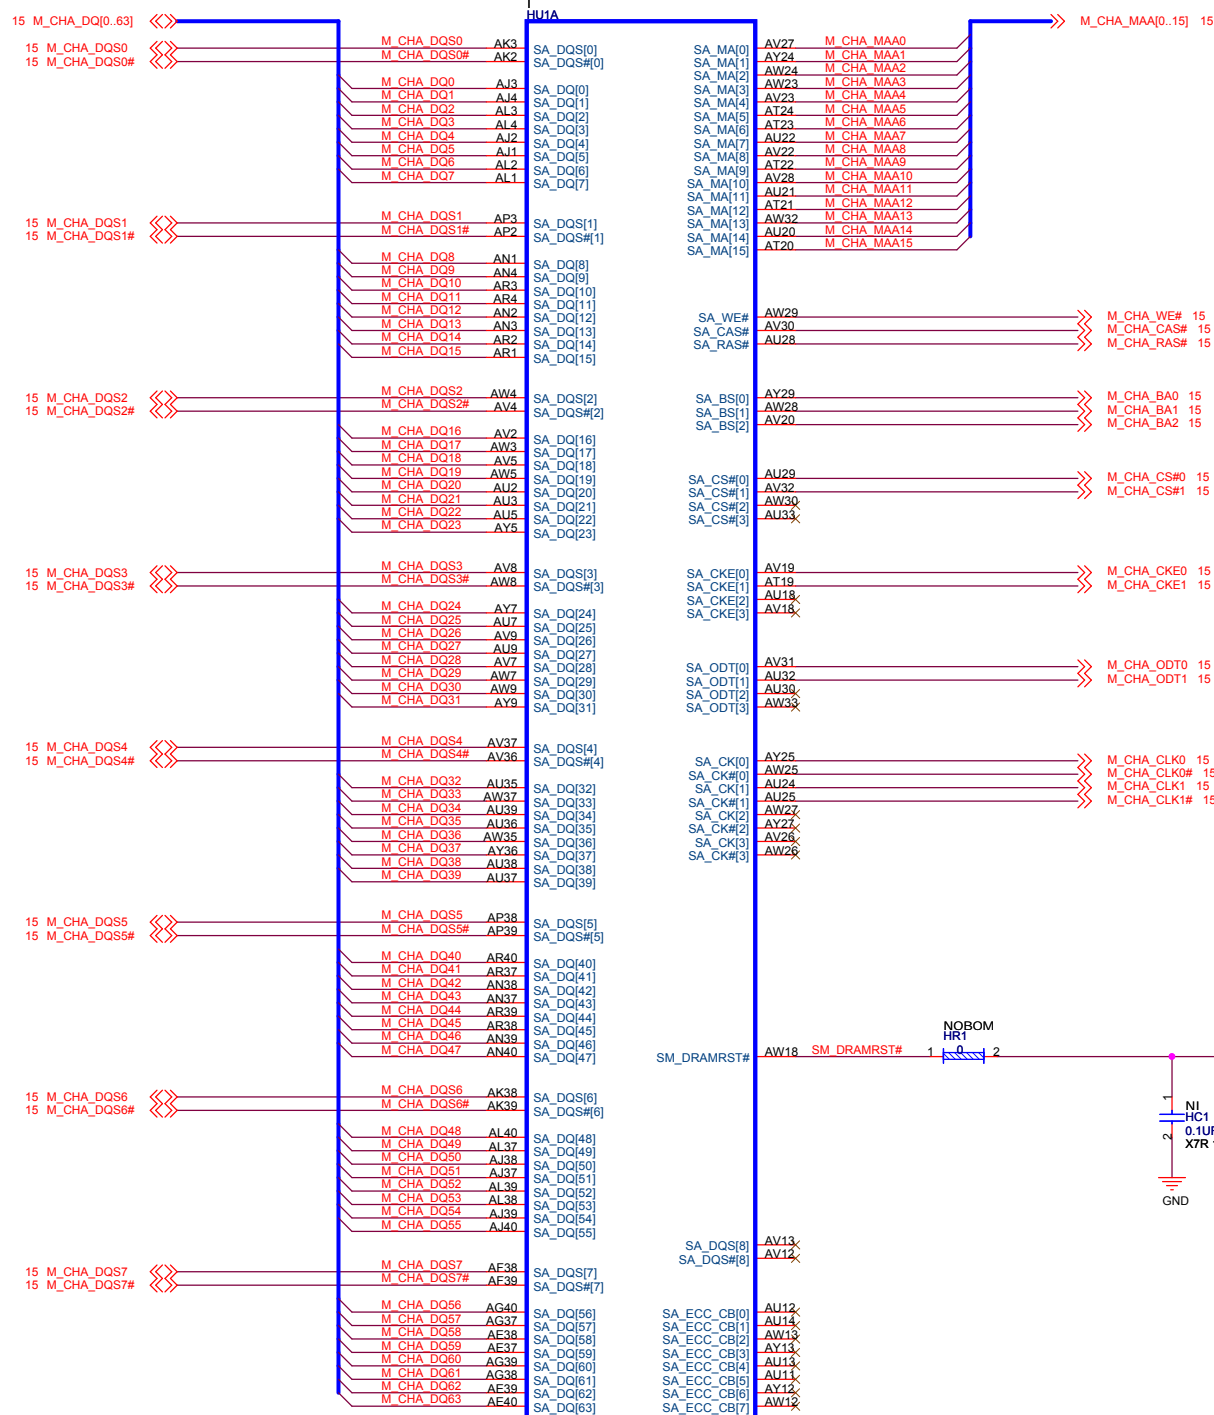 HU1A
15 M_CHA_DQ[0..63]
M_CHA_MAA[0..15] 15
15 M_CHA_DQS0 M_CHA_DQS0 AK3 SA_DQS[0]
15 M_CHA_DQS0# M_CHA_DQS0# AK2 SA_DQS#[0]
M_CHA_DQ0 AJ3 SA_DQ[0]
M_CHA_DQ1 AJ4 SA_DQ[1]
M_CHA_DQ2 AL3 SA_DQ[2]
M_CHA_DQ3 AL4 SA_DQ[3]
M_CHA_DQ4 AJ2 SA_DQ[4]
M_CHA_DQ5 AJ1 SA_DQ[5]
M_CHA_DQ6 AL2 SA_DQ[6]
M_CHA_DQ7 AL1 SA_DQ[7]
15 M_CHA_DQS1 M_CHA_DQS1 AP3 SA_DQS[1]
15 M_CHA_DQS1# M_CHA_DQS1# AP2 SA_DQS#[1]
M_CHA_DQ8 AN1 SA_DQ[8]
M_CHA_DQ9 AN4 SA_DQ[9]
M_CHA_DQ10 AR3 SA_DQ[10]
M_CHA_DQ11 AR4 SA_DQ[11]
M_CHA_DQ12 AN2 SA_DQ[12]
M_CHA_DQ13 AN3 SA_DQ[13]
M_CHA_DQ14 AR2 SA_DQ[14]
M_CHA_DQ15 AR1 SA_DQ[15]
15 M_CHA_DQS2 M_CHA_DQS2 AW4 SA_DQS[2]
15 M_CHA_DQS2# M_CHA_DQS2# AV4 SA_DQS#[2]
M_CHA_DQ16 AV2 SA_DQ[16]
M_CHA_DQ17 AW3 SA_DQ[17]
M_CHA_DQ18 AV5 SA_DQ[18]
M_CHA_DQ19 AW5 SA_DQ[19]
M_CHA_DQ20 AU2 SA_DQ[20]
M_CHA_DQ21 AU3 SA_DQ[21]
M_CHA_DQ22 AU5 SA_DQ[22]
M_CHA_DQ23 AY5 SA_DQ[23]
15 M_CHA_DQS3 M_CHA_DQS3 AV8 SA_DQS[3]
15 M_CHA_DQS3# M_CHA_DQS3# AW8 SA_DQS#[3]
M_CHA_DQ24 AY7 SA_DQ[24]
M_CHA_DQ25 AU7 SA_DQ[25]
M_CHA_DQ26 AV9 SA_DQ[26]
M_CHA_DQ27 AU9 SA_DQ[27]
M_CHA_DQ28 AV7 SA_DQ[28]
M_CHA_DQ29 AW7 SA_DQ[29]
M_CHA_DQ30 AW9 SA_DQ[30]
M_CHA_DQ31 AY9 SA_DQ[31]
15 M_CHA_DQS4 M_CHA_DQS4 AV37 SA_DQS[4]
15 M_CHA_DQS4# M_CHA_DQS4# AV36 SA_DQS#[4]
M_CHA_DQ32 AU35 SA_DQ[32]
M_CHA_DQ33 AW37 SA_DQ[33]
M_CHA_DQ34 AU39 SA_DQ[34]
M_CHA_DQ35 AU36 SA_DQ[35]
M_CHA_DQ36 AW35 SA_DQ[36]
M_CHA_DQ37 AY36 SA_DQ[37]
M_CHA_DQ38 AU38 SA_DQ[38]
M_CHA_DQ39 AU37 SA_DQ[39]
15 M_CHA_DQS5 M_CHA_DQS5 AP38 SA_DQS[5]
15 M_CHA_DQS5# M_CHA_DQS5# AP39 SA_DQS#[5]
M_CHA_DQ40 AR40 SA_DQ[40]
M_CHA_DQ41 AR37 SA_DQ[41]
M_CHA_DQ42 AN38 SA_DQ[42]
M_CHA_DQ43 AN37 SA_DQ[43]
M_CHA_DQ44 AR39 SA_DQ[44]
M_CHA_DQ45 AR38 SA_DQ[45]
M_CHA_DQ46 AN39 SA_DQ[46]
M_CHA_DQ47 AN40 SA_DQ[47]
15 M_CHA_DQS6 M_CHA_DQS6 AK38 SA_DQS[6]
15 M_CHA_DQS6# M_CHA_DQS6# AK39 SA_DQS#[6]
M_CHA_DQ48 AL40 SA_DQ[48]
M_CHA_DQ49 AL37 SA_DQ[49]
M_CHA_DQ50 AJ38 SA_DQ[50]
M_CHA_DQ51 AJ37 SA_DQ[51]
M_CHA_DQ52 AL39 SA_DQ[52]
M_CHA_DQ53 AL38 SA_DQ[53]
M_CHA_DQ54 AJ39 SA_DQ[54]
M_CHA_DQ55 AJ40 SA_DQ[55]
15 M_CHA_DQS7 M_CHA_DQS7 AF38 SA_DQS[7]
15 M_CHA_DQS7# M_CHA_DQS7# AF39 SA_DQS#[7]
M_CHA_DQ56 AG40 SA_DQ[56]
M_CHA_DQ57 AG37 SA_DQ[57]
M_CHA_DQ58 AE38 SA_DQ[58]
M_CHA_DQ59 AE37 SA_DQ[59]
M_CHA_DQ60 AG39 SA_DQ[60]
M_CHA_DQ61 AG38 SA_DQ[61]
M_CHA_DQ62 AE39 SA_DQ[62]
M_CHA_DQ63 AE40 SA_DQ[63]
SA_MA[0] AV27 M_CHA_MAA0
SA_MA[1] AY24 M_CHA_MAA1
SA_MA[2] AW24 M_CHA_MAA2
SA_MA[3] AW23 M_CHA_MAA3
SA_MA[4] AV23 M_CHA_MAA4
SA_MA[5] AT24 M_CHA_MAA5
SA_MA[6] AT23 M_CHA_MAA6
SA_MA[7] AU22 M_CHA_MAA7
SA_MA[8] AV22 M_CHA_MAA8
SA_MA[9] AT22 M_CHA_MAA9
SA_MA[10] AV28 M_CHA_MAA10
SA_MA[11] AU21 M_CHA_MAA11
SA_MA[12] AT21 M_CHA_MAA12
SA_MA[13] AW32 M_CHA_MAA13
SA_MA[14] AU20 M_CHA_MAA14
SA_MA[15] AT20 M_CHA_MAA15
SA_WE# AW29 M_CHA_WE# 15
SA_CAS# AV30 M_CHA_CAS# 15
SA_RAS# AU28 M_CHA_RAS# 15
SA_BS[0] AY29 M_CHA_BA0 15
SA_BS[1] AW28 M_CHA_BA1 15
SA_BS[2] AV20 M_CHA_BA2 15
SA_CS#[0] AU29 M_CHA_CS#0 15
SA_CS#[1] AV32 M_CHA_CS#1 15
SA_CS#[2] AW30
SA_CS#[3] AU33
SA_CKE[0] AV19 M_CHA_CKE0 15
SA_CKE[1] AT19 M_CHA_CKE1 15
SA_CKE[2] AU18
SA_CKE[3] AV18
SA_ODT[0] AV31 M_CHA_ODT0 15
SA_ODT[1] AU32 M_CHA_ODT1 15
SA_ODT[2] AU30
SA_ODT[3] AW33
SA_CK[0] AY25 M_CHA_CLK0 15
SA_CK#[0] AW25 M_CHA_CLK0# 15
SA_CK[1] AU24 M_CHA_CLK1 15
SA_CK#[1] AU25 M_CHA_CLK1# 15
SA_CK[2] AW27
SA_CK#[2] AY27
SA_CK[3] AV26
SA_CK#[3] AW26
NOBOM
HR1
0
SM_DRAMRST# AW18 SM_DRAMRST# 1 2
1
NI
HC1
0.1UF
X7R
2
GND
SA_DQS[8] AV13
SA_DQS#[8] AV12
SA_ECC_CB[0] AU12
SA_ECC_CB[1] AU14
SA_ECC_CB[2] AW13
SA_ECC_CB[3] AY13
SA_ECC_CB[4] AU13
SA_ECC_CB[5] AU11
SA_ECC_CB[6] AY12
SA_ECC_CB[7] AW12